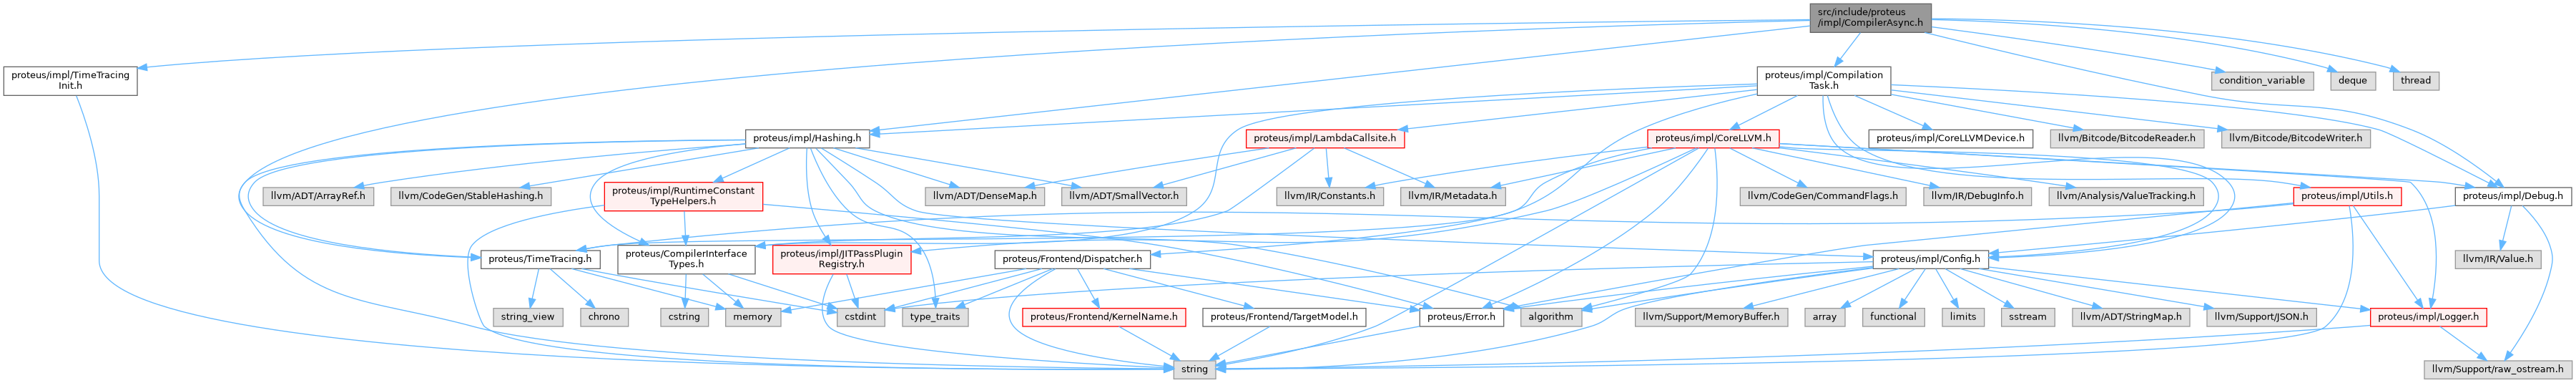 src/include/proteus
/impl/CompilerAsync.h
proteus/impl/TimeTracing
Init.h
proteus/impl/Compilation
Task.h
condition_variable
deque
thread
proteus/impl/Hashing.h
proteus/impl/LambdaCallsite.h
proteus/impl/CoreLLVM.h
proteus/impl/CoreLLVMDevice.h
llvm/Bitcode/BitcodeReader.h
llvm/Bitcode/BitcodeWriter.h
llvm/ADT/ArrayRef.h
llvm/CodeGen/StableHashing.h
proteus/impl/RuntimeConstant
TypeHelpers.h
llvm/ADT/DenseMap.h
llvm/ADT/SmallVector.h
llvm/IR/Constants.h
llvm/IR/Metadata.h
llvm/CodeGen/CommandFlags.h
llvm/IR/DebugInfo.h
llvm/Analysis/ValueTracking.h
proteus/impl/Utils.h
proteus/impl/Debug.h
proteus/TimeTracing.h
proteus/CompilerInterface
Types.h
proteus/impl/JITPassPlugin
Registry.h
proteus/Frontend/Dispatcher.h
proteus/impl/Config.h
llvm/IR/Value.h
string_view
chrono
cstring
memory
cstdint
type_traits
proteus/Frontend/KernelName.h
proteus/Frontend/TargetModel.h
proteus/Error.h
algorithm
llvm/Support/MemoryBuffer.h
array
functional
limits
sstream
llvm/ADT/StringMap.h
llvm/Support/JSON.h
proteus/impl/Logger.h
string
llvm/Support/raw_ostream.h